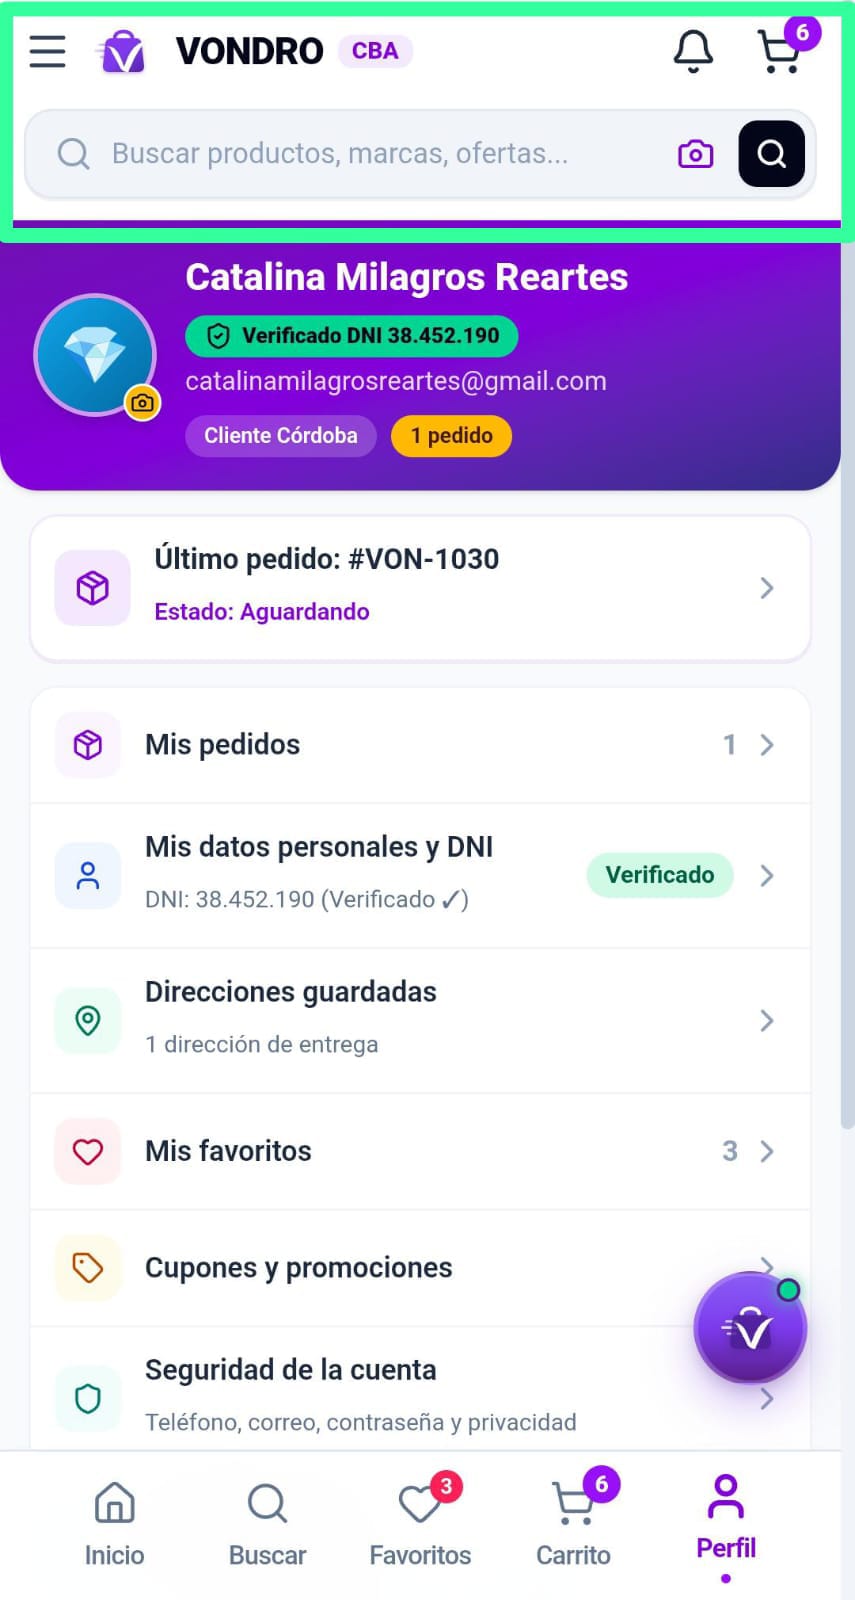 VONDRO CBA
6
Buscar productos, marcas, ofertas...
Catalina Milagros Reartes
Verificado DNI 38.452.190
catalinamilagrosreartes@gmail.com
Cliente Córdoba 1 pedido
Último pedido: #VON-1030
Estado: Aguardando
Mis pedidos 1
Mis datos personales y DNI
DNI: 38.452.190 (Verificado ✓)
Verificado
Direcciones guardadas
1 dirección de entrega
Mis favoritos 3
Cupones y promociones
Seguridad de la cuenta
Teléfono, correo, contraseña y privacidad
3 6
Inicio Buscar Favoritos Carrito Perfil